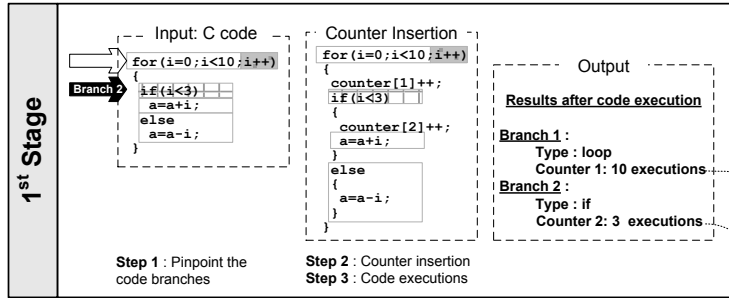 1st Stage
Input: C code
for(i=0;i<10;i++)
{
Branch 2
if(i<3)
a=a+i;
else
a=a-i;
}
Step 1 : Pinpoint the
code branches
Counter Insertion
for(i=0;i<10;i++)
{
counter[1]++;
if(i<3)
{
counter[2]++;
a=a+i;
}
else
{
a=a-i;
}
}
Step 2 : Counter insertion
Step 3 : Code executions
Output
Results after code execution
Branch 1 :
Type : loop
Counter 1: 10 executions
Branch 2 :
Type : if
Counter 2: 3 executions